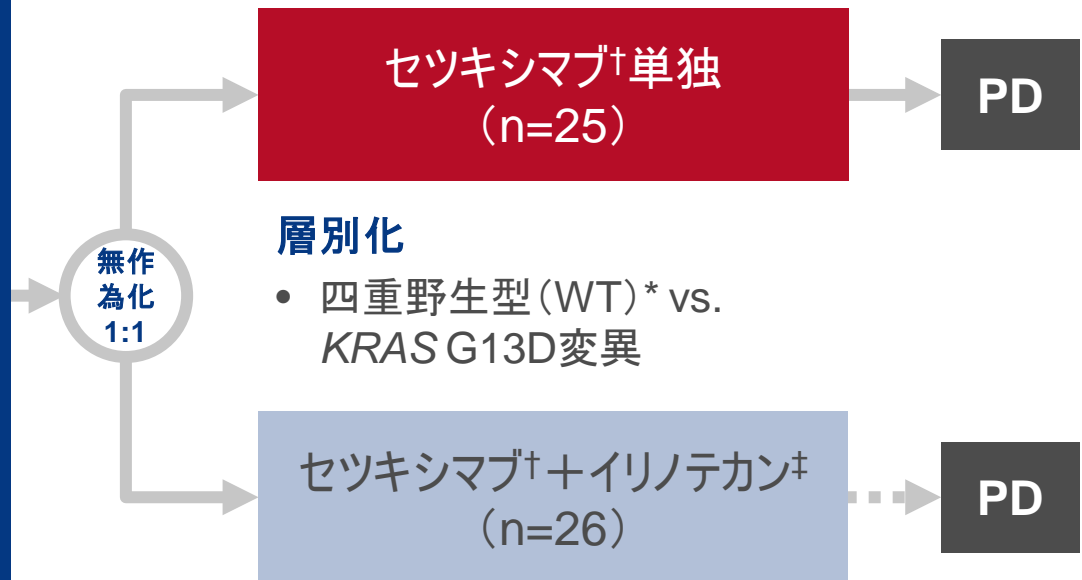 セツキシマブ†単独
（n=25）
PD
無作
為化
1:1
層別化
• 四重野生型（WT）* vs.
KRAS G13D変異
セツキシマブ†＋イリノテカン‡
（n=26）
PD